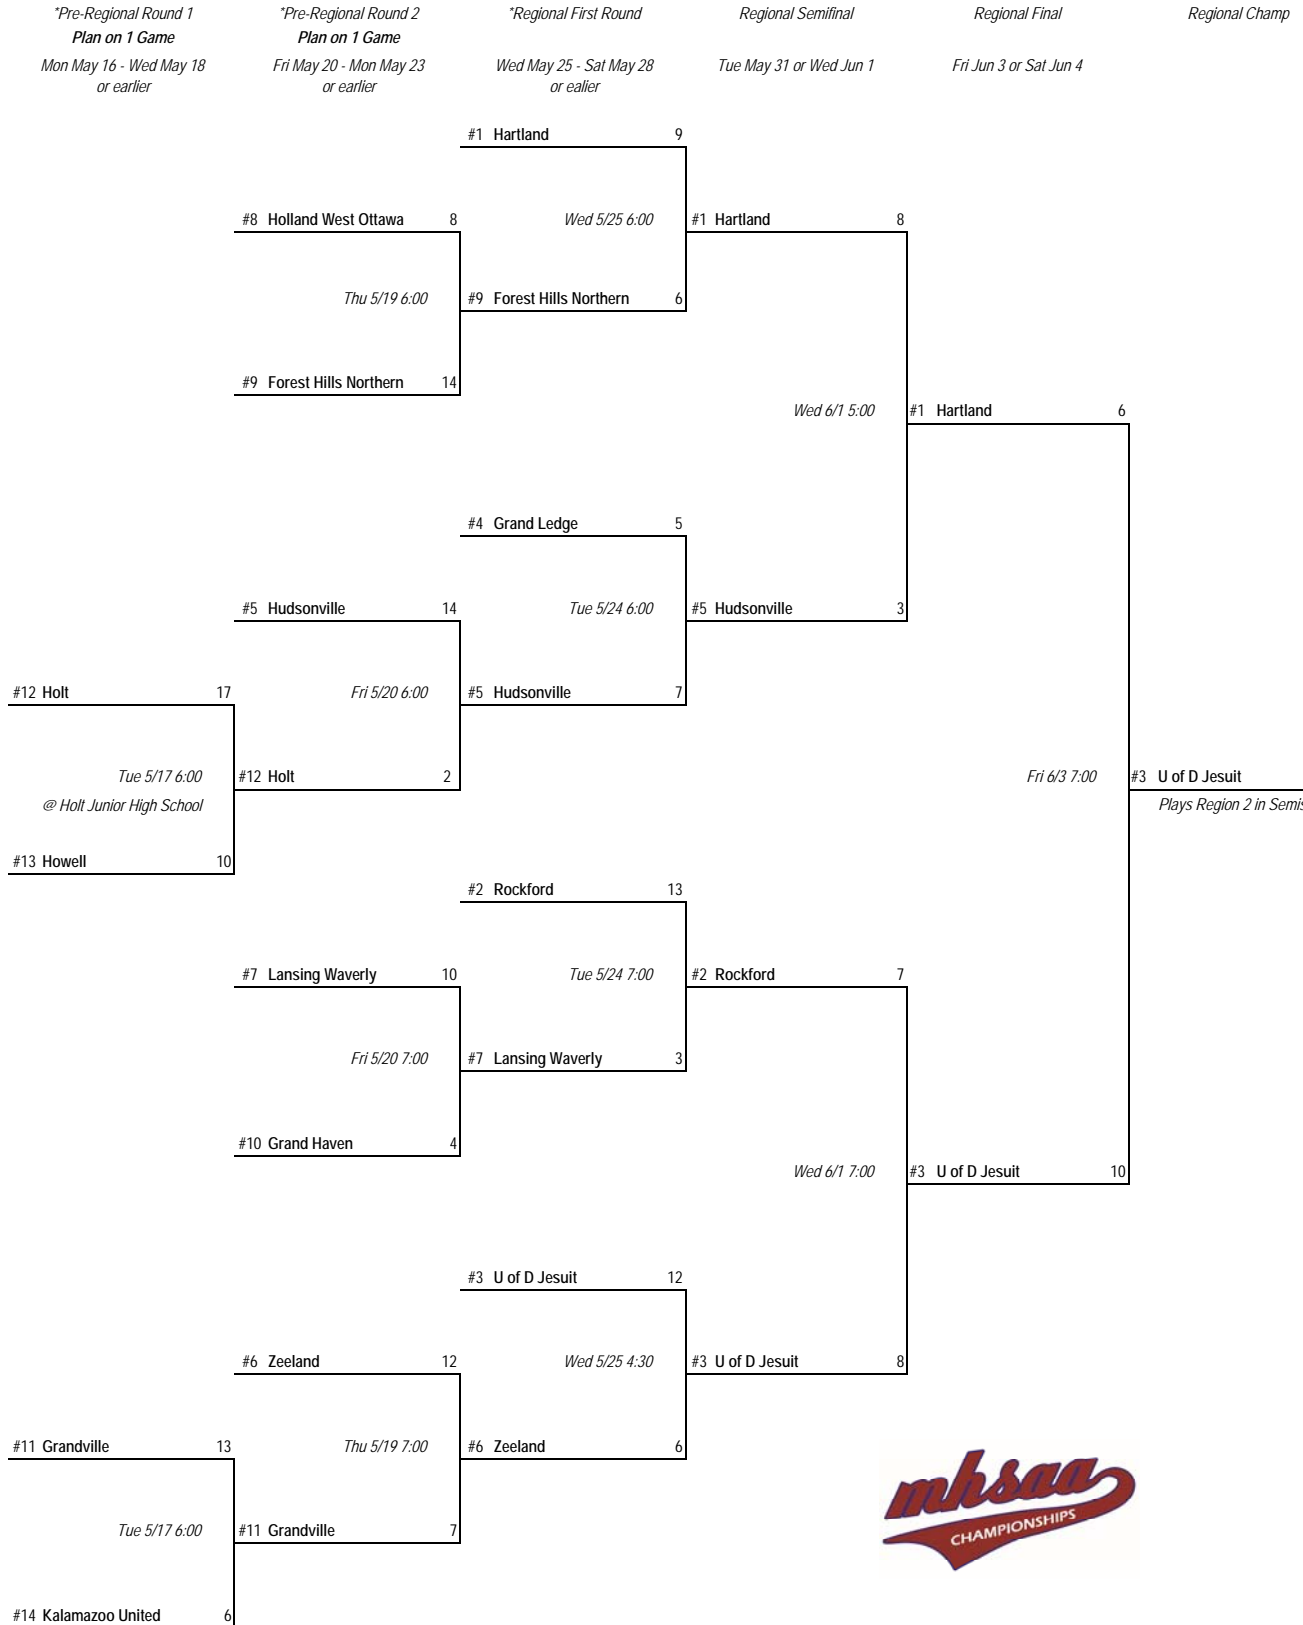 *Pre-Regional Round 1
Plan on 1 Game
Mon May 16 - Wed May 18
or earlier
*Pre-Regional Round 2
Plan on 1 Game
Fri May 20 - Mon May 23
or earlier
*Regional First Round
Wed May 25 - Sat May 28
or ealier
Regional Semifinal
Tue May 31 or Wed Jun 1
Regional Final
Fri Jun 3 or Sat Jun 4
Regional Champ
#1 Hartland 9
#8 Holland West Ottawa 8
Wed 5/25 6:00
#1 Hartland 8
Thu 5/19 6:00
#9 Forest Hills Northern 6
#9 Forest Hills Northern 14
Wed 6/1 5:00
#1 Hartland 6
#4 Grand Ledge 5
#5 Hudsonville 14
Tue 5/24 6:00
#5 Hudsonville 3
#12 Holt 17
Fri 5/20 6:00
#5 Hudsonville 7
Tue 5/17 6:00
@ Holt Junior High School
#12 Holt 2
Fri 6/3 7:00
#3 U of D Jesuit
Plays Region 2 in Semis
#13 Howell 10
#2 Rockford 13
#7 Lansing Waverly 10
Tue 5/24 7:00
#2 Rockford 7
Fri 5/20 7:00
#7 Lansing Waverly 3
#10 Grand Haven 4
Wed 6/1 7:00
#3 U of D Jesuit 10
#3 U of D Jesuit 12
#6 Zeeland 12
Wed 5/25 4:30
#3 U of D Jesuit 8
#11 Grandville 13
Thu 5/19 7:00
#6 Zeeland 6
Tue 5/17 6:00
#11 Grandville 7
#14 Kalamazoo United 6
mhsaa
CHAMPIONSHIPS